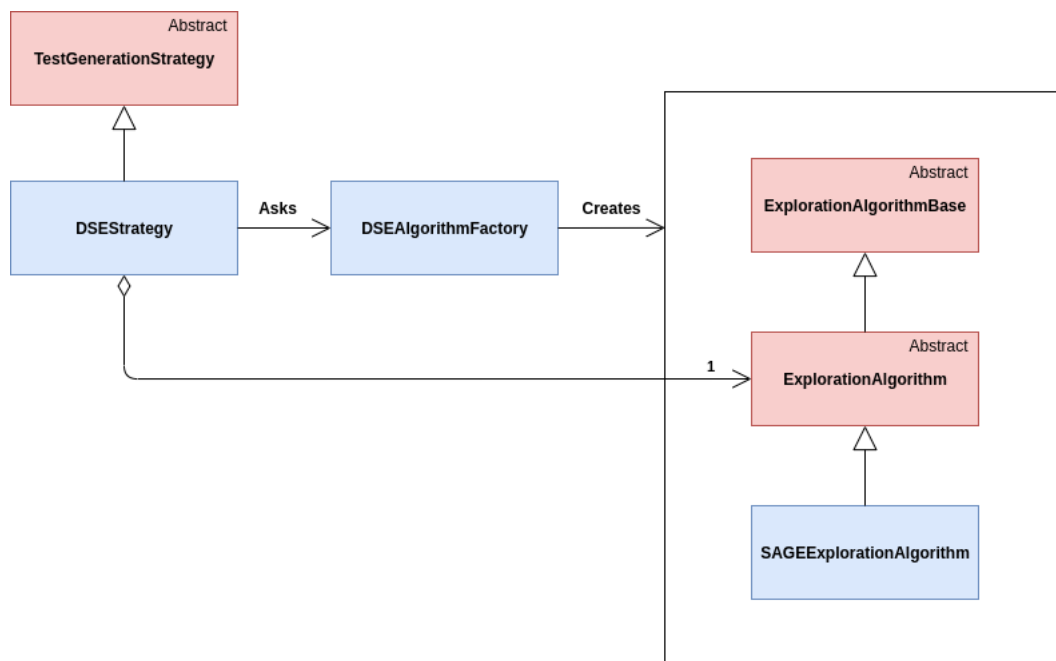 Abstract
TestGenerationStrategy
DSEStrategy
Asks
DSEAlgorithmFactory
Creates
Abstract
ExplorationAlgorithmBase
1
Abstract
ExplorationAlgorithm
SAGEExplorationAlgorithm